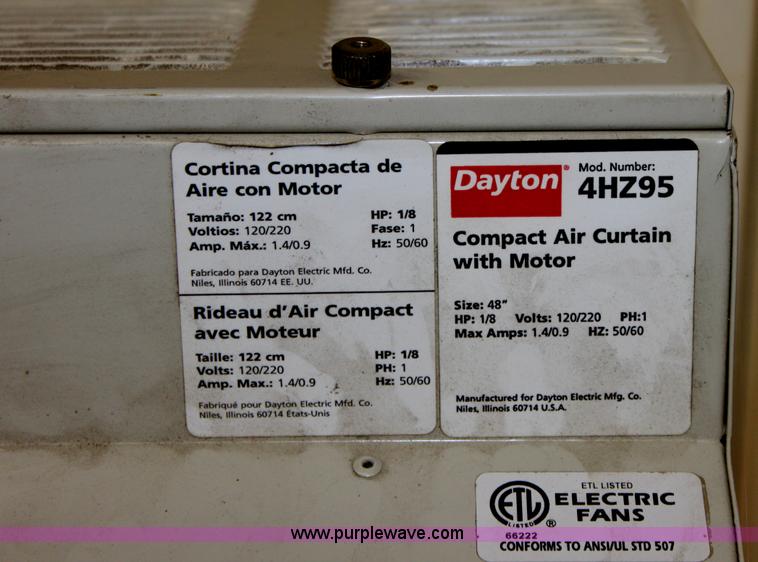 Cortina Compacta de
Aire con Motor
Tamaño: 122 cm HP: 1/8
Voltios: 120/220 Fase: 1
Amp. Máx.: 1.4/0.9 Hz: 50/60
Fabricado para Dayton Electric Mfd. Co.
Niles, Illinois 60714 EE. UU.
Rideau d'Air Compact
avec Moteur
Taille: 122 cm HP: 1/8
Volts: 120/220 PH: 1
Amp. Max.: 1.4/0.9 Hz: 50/60
Fabriqué pour Dayton Electric Mfd. Co.
Niles, Illinois 60714 États-Unis
Dayton® Mod. Number:
4HZ95
Compact Air Curtain
with Motor
Size: 48"
HP: 1/8 Volts: 120/220 PH:1
Max Amps: 1.4/0.9 HZ: 50/60
Manufactured for Dayton Electric Mfg. Co.
Niles, Illinois 60714 U.S.A.
ETL LISTED
ETL LISTED ® ELECTRIC
FANS
66222
CONFORMS TO ANSI/UL STD 507
www.purplewave.com